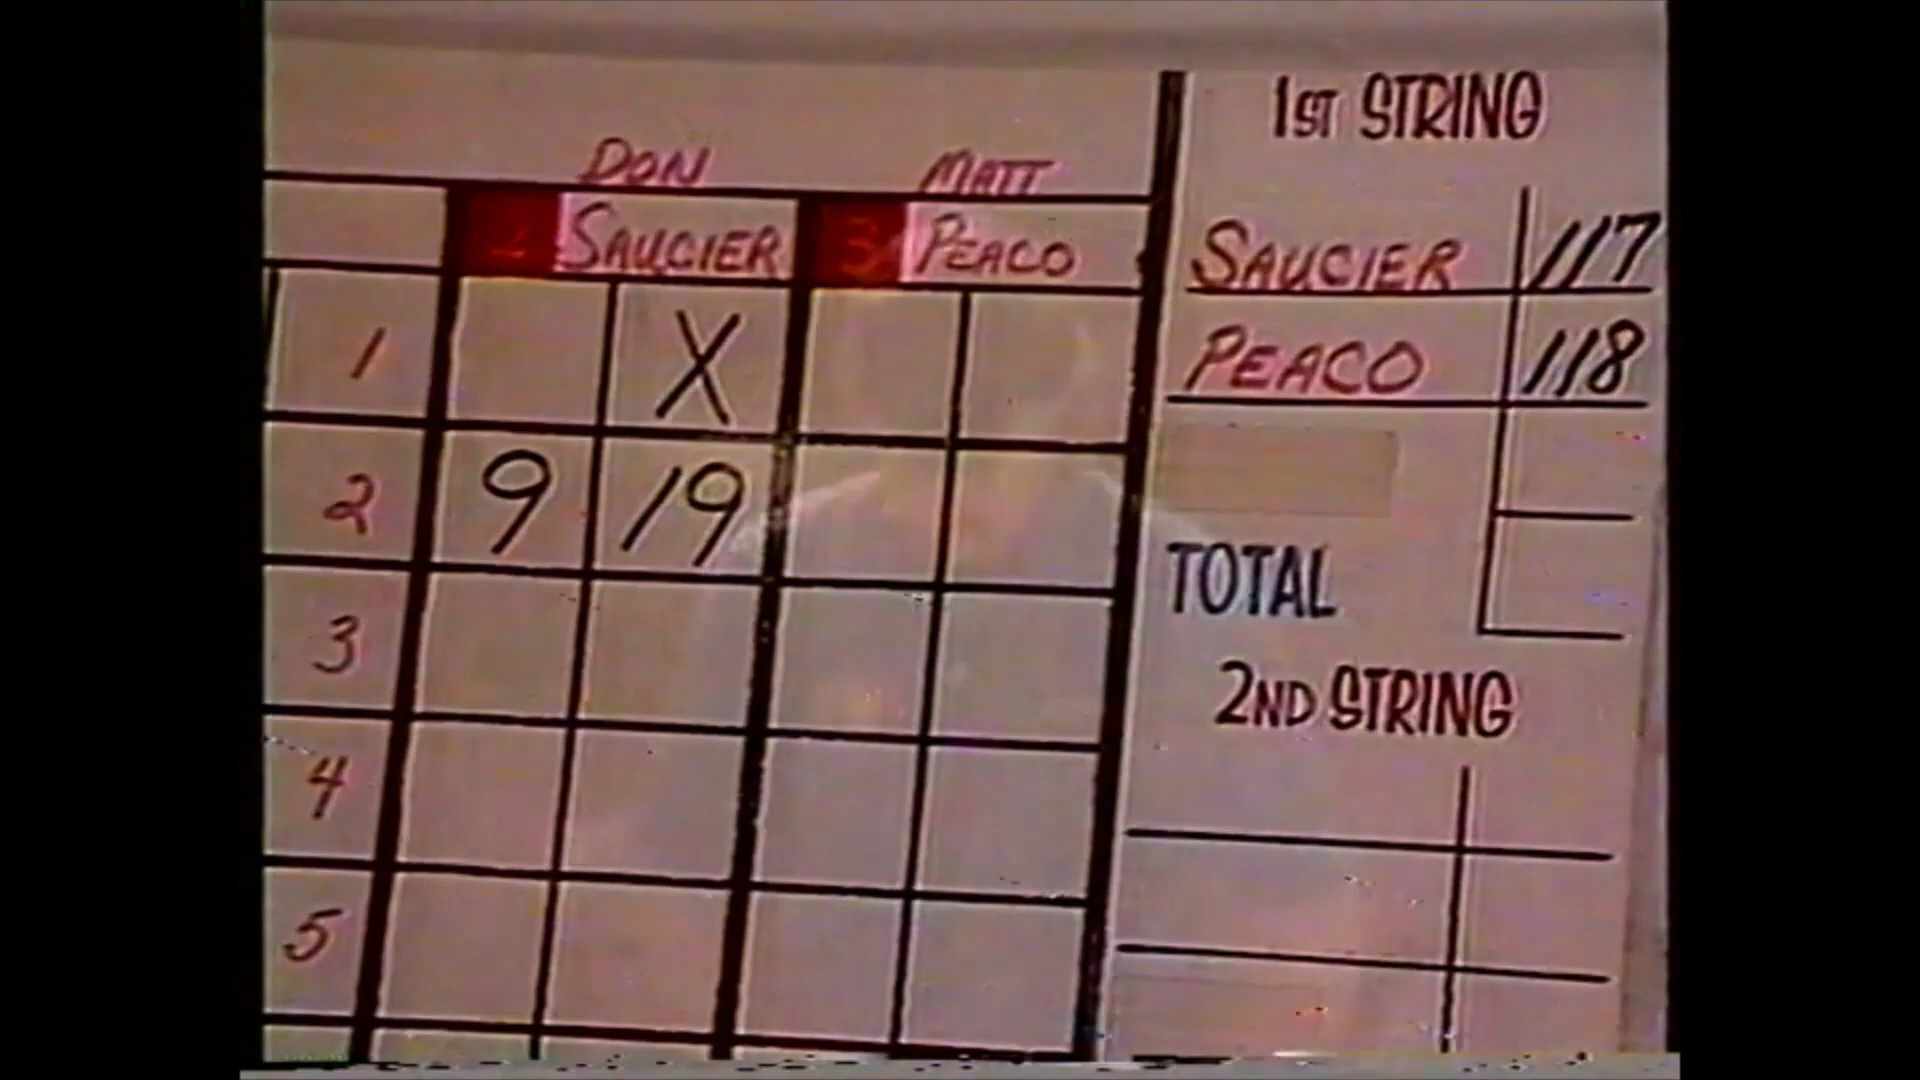 DON MATT
SAUCIER 3 PEACO
1 X
2 9 19
3
4
5
1ST STRING
SAUCIER 117
PEACO 118
TOTAL
2ND STRING